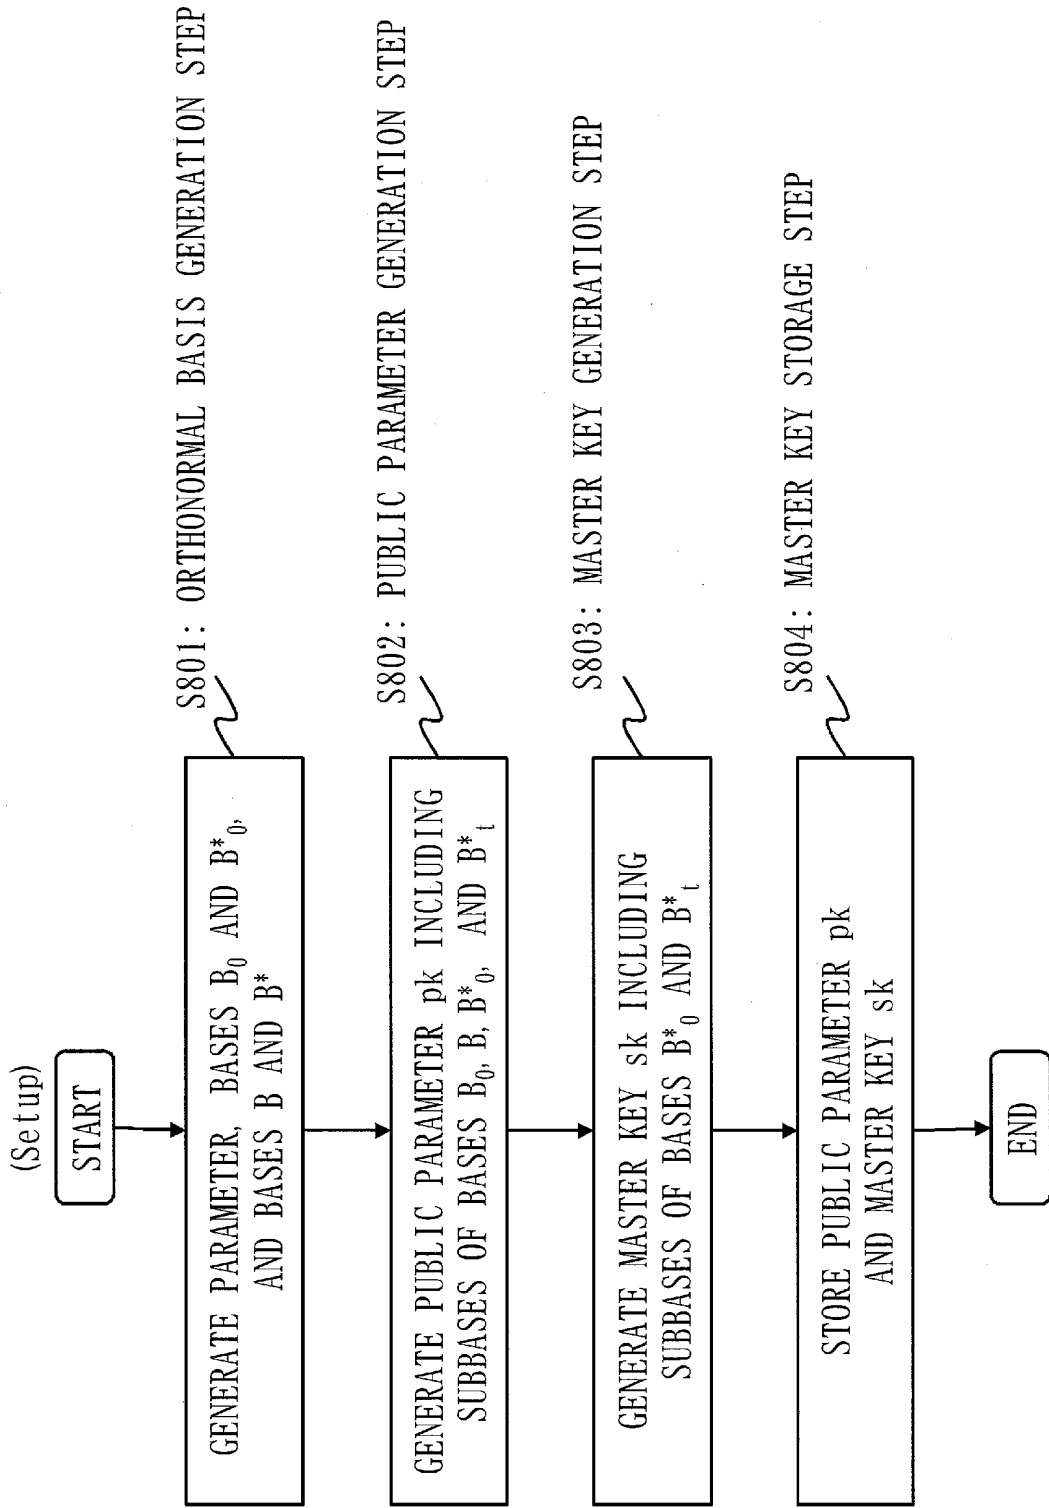 (Setup)
START
GENERATE PARAMETER, BASES B₀ AND B*₀,
AND BASES B AND B*
S801: ORTHONORMAL BASIS GENERATION STEP
GENERATE PUBLIC PARAMETER pk INCLUDING
SUBBASES OF BASES B₀, B, B*₀, AND B*ₜ
S802: PUBLIC PARAMETER GENERATION STEP
GENERATE MASTER KEY sk INCLUDING
SUBBASES OF BASES B*₀ AND B*ₜ
S803: MASTER KEY GENERATION STEP
STORE PUBLIC PARAMETER pk
AND MASTER KEY sk
S804: MASTER KEY STORAGE STEP
END